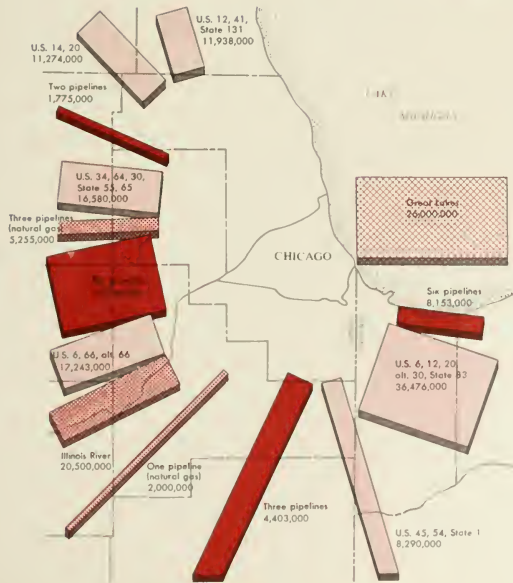 U.S. 12, 41,
State 131
11,938,000
U.S. 14, 20
11,274,000
LAKE
Two pipelines
1,775,000
U.S. 34, 64, 30,
State 55, 65
16,580,000
Great Lakes
26,000,000
Three pipelines
(natural gas)
5,255,000
CHICAGO
Six pipelines
8,153,000
U.S. 6, 66, alt. 66
17,243,000
U.S. 6, 12, 20
alt. 30, State 83
36,476,000
Illinois River
20,500,000
One pipeline
(natural gas)
2,000,000
Three pipelines
4,403,000
U.S. 45, 54, State 1
8,290,000